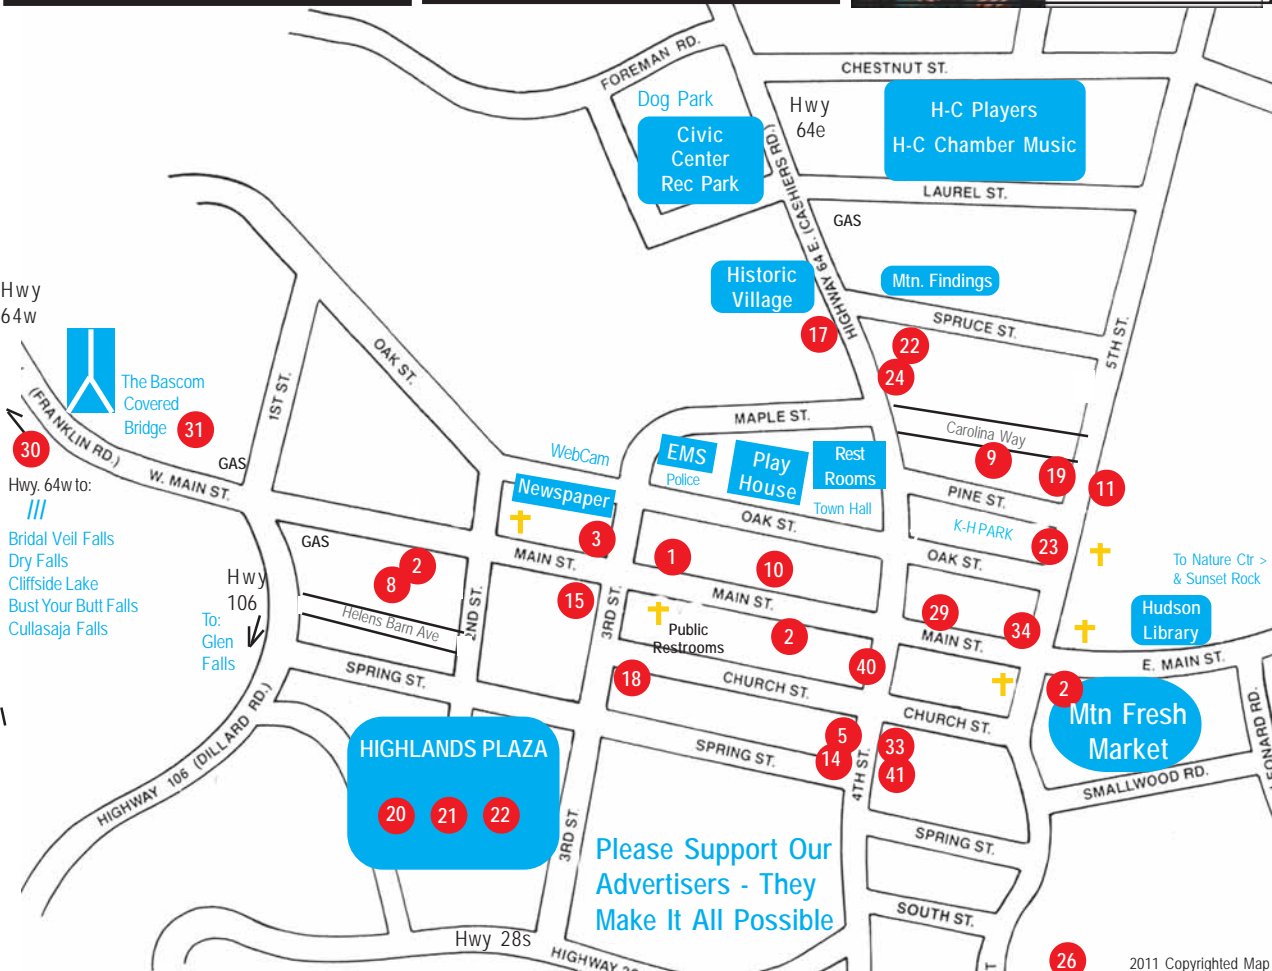 FOREMAN RD.
CHESTNUT ST.
Dog Park
Hwy
64e
H-C Players
H-C Chamber Music
Civic
Center
Rec Park
LAUREL ST.
GAS
HIGHWAY 64 E. (CASHIERS RD.)
Historic
Village
Mtn. Findings
SPRUCE ST.
5TH ST.
17
22
24
Hwy
64w
The Bascom
Covered
Bridge
31
30
(FRANKLIN RD.)
W. MAIN ST.
GAS
1ST ST.
OAK ST.
MAPLE ST.
Carolina Way
9
19
11
PINE ST.
WebCam
EMS
Police
Play
House
Rest
Rooms
Town Hall
Newspaper
OAK ST.
K-H PARK
23
OAK ST.
Hwy. 64w to:
///
Bridal Veil Falls
Dry Falls
Cliffside Lake
Bust Your Butt Falls
Cullasaja Falls
GAS
2
8
Hwy
106
To:
Glen
Falls
Helens Barn Ave
2ND ST.
MAIN ST.
3
15
3RD ST.
1
10
MAIN ST.
Public
Restrooms
2
29
34
MAIN ST.
To Nature Ctr >
& Sunset Rock
Hudson
Library
E. MAIN ST.
SPRING ST.
18
CHURCH ST.
40
CHURCH ST.
2
Mtn Fresh
Market
SMALLWOOD RD.
LEONARD RD.
HIGHWAY 106 (DILLARD RD.)
HIGHLANDS PLAZA
20
21
22
3RD ST.
SPRING ST.
5
14
4TH ST.
33
41
SPRING ST.
Please Support Our
Advertisers - They
Make It All Possible
SOUTH ST.
Hwy 28s
HIGHWAY
26
2011 Copyrighted Map